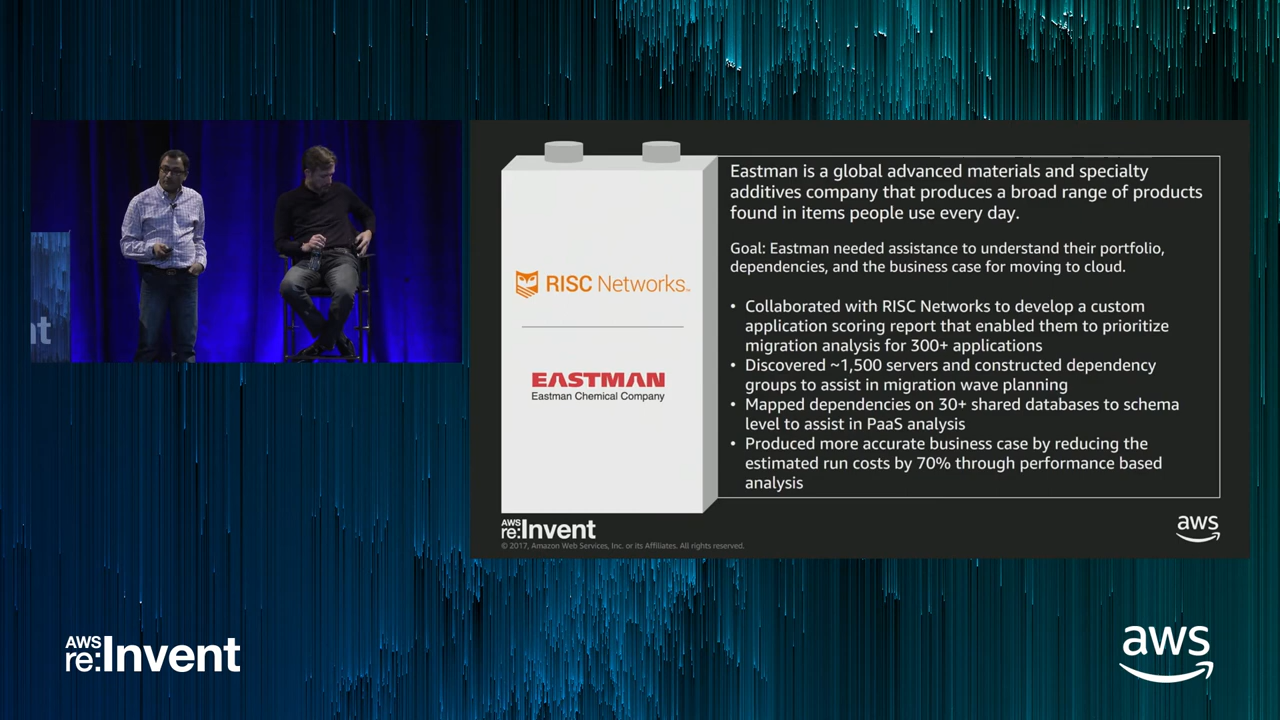 nt
RISC Networks
EASTMAN
Eastman Chemical Company
Eastman is a global advanced materials and specialty
additives company that produces a broad range of products
found in items people use every day.
Goal: Eastman needed assistance to understand their portfolio,
dependencies, and the business case for moving to cloud.
• Collaborated with RISC Networks to develop a custom
application scoring report that enabled them to prioritize
migration analysis for 300+ applications
• Discovered ~1,500 servers and constructed dependency
groups to assist in migration wave planning
• Mapped dependencies on 30+ shared databases to schema
level to assist in PaaS analysis
• Produced more accurate business case by reducing the
estimated run costs by 70% through performance based
analysis
AWS
re:Invent
© 2017, Amazon Web Services, Inc. or its Affiliates. All rights reserved.
aws
AWS
re:Invent
aws